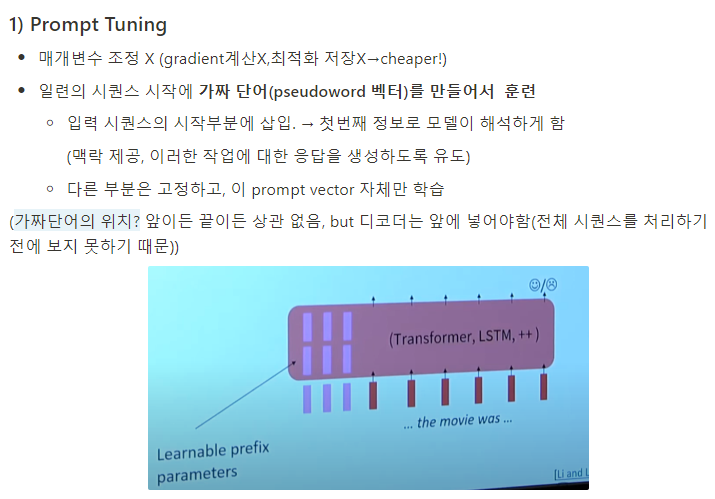 1) Prompt Tuning
• 매개변수 조정 X (gradient계산X,최적화 저장X→cheaper!)
• 일련의 시퀀스 시작에 가짜 단어(pseudoword 벡터)를 만들어서 훈련
◦ 입력 시퀀스의 시작부분에 삽입. → 첫번째 정보로 모델이 해석하게 함
(맥락 제공, 이러한 작업에 대한 응답을 생성하도록 유도)
◦ 다른 부분은 고정하고, 이 prompt vector 자체만 학습
(가짜단어의 위치? 앞이든 끝이든 상관 없음, but 디코더는 앞에 넣어야함(전체 시퀀스를 처리하기
전에 보지 못하기 때문))
☺/☹
(Transformer, LSTM, ++ )
... the movie was ...
Learnable prefix
parameters
[Li and L